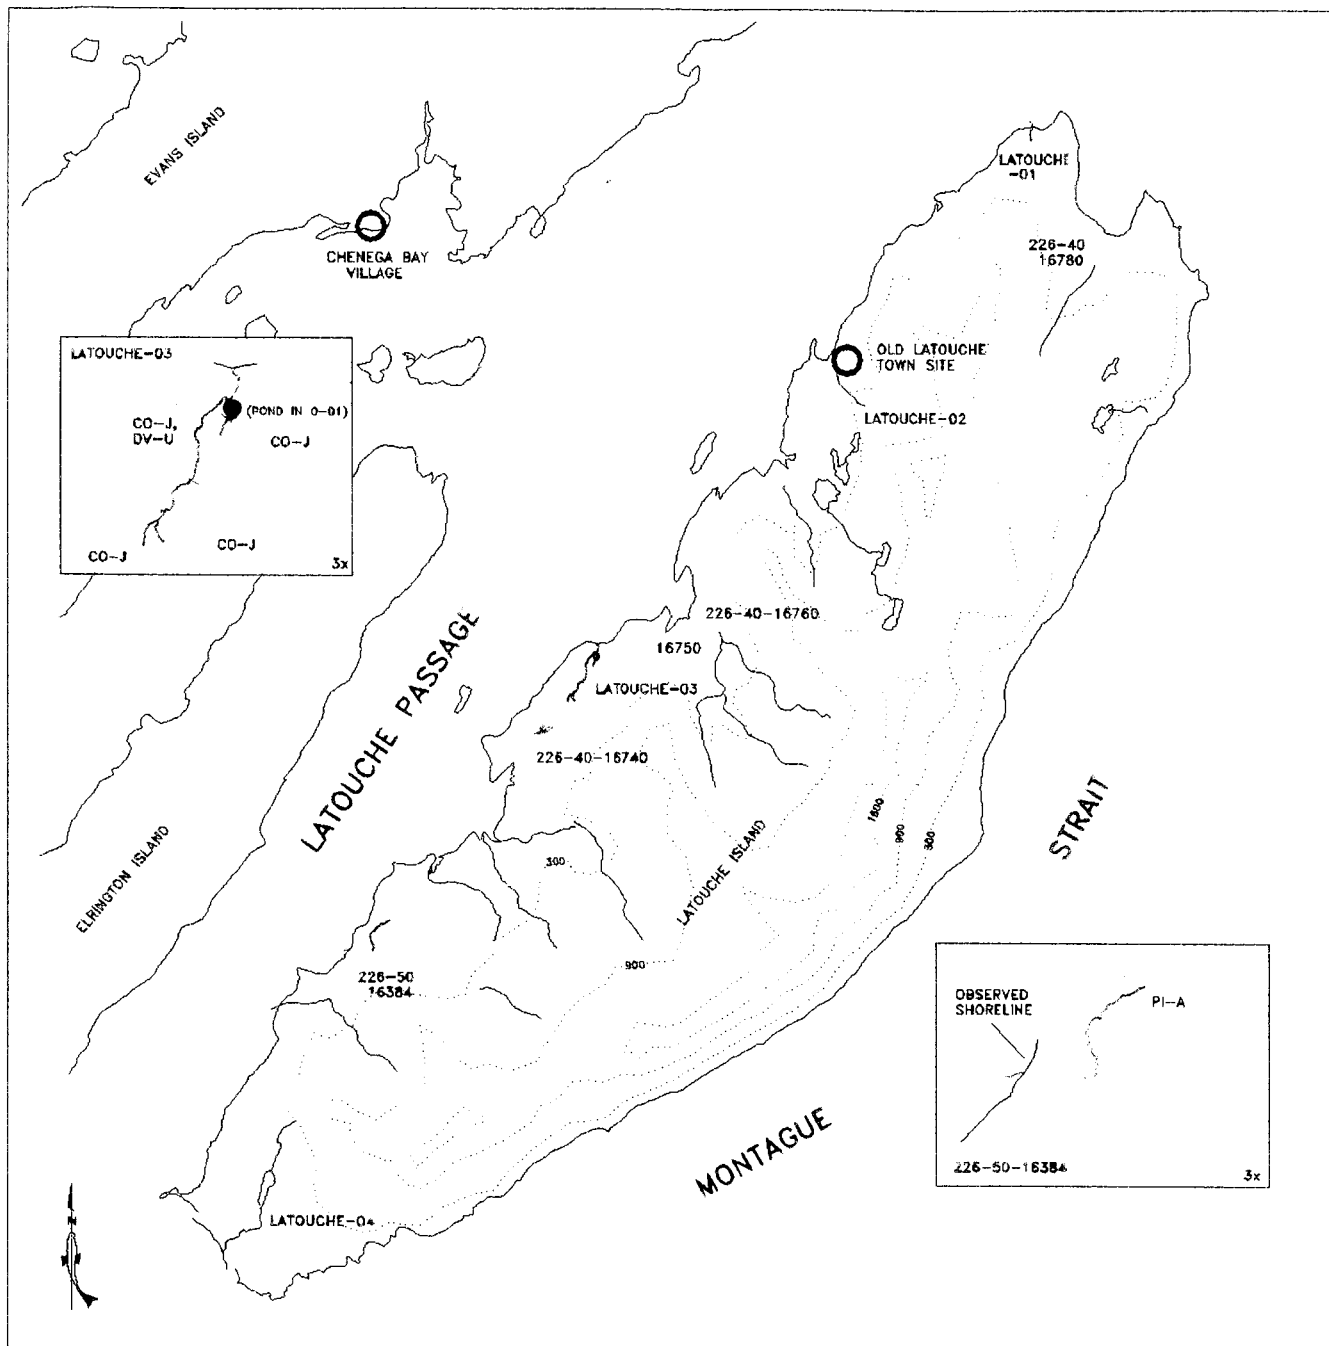 EVANS ISLAND
CHENEGA BAY
VILLAGE
LATOUCHE
-01
226-40
16780
OLD LATOUCHE
TOWN SITE
LATOUCHE-02
LATOUCHE-03
(POND IN 0-01)
CO-J,
DV-U
CO-J
CO-J
CO-J
3x
226-40-16760
16750
LATOUCHE-03
226-40-16740
LATOUCHE PASSAGE
ELRINGTON ISLAND
LATOUCHE ISLAND
1800
900
300
STRAIT
300
900
226-50
16384
OBSERVED
SHORELINE
PI-A
226-50-16384
3x
MONTAGUE
LATOUCHE-04
N